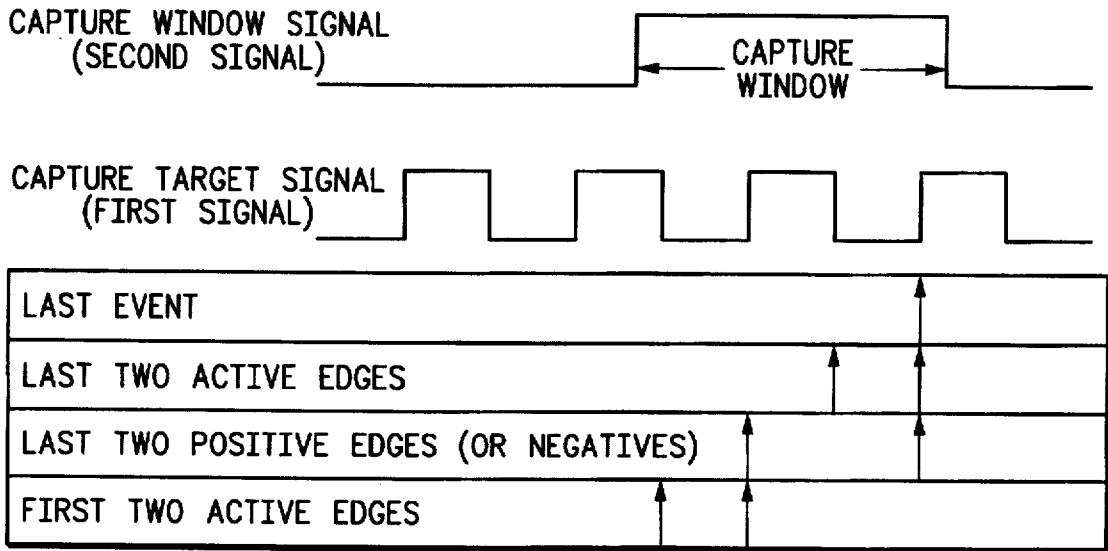 CAPTURE WINDOW SIGNAL
(SECOND SIGNAL)
CAPTURE
WINDOW
CAPTURE TARGET SIGNAL
(FIRST SIGNAL)
LAST EVENT
LAST TWO ACTIVE EDGES
LAST TWO POSITIVE EDGES (OR NEGATIVES)
FIRST TWO ACTIVE EDGES